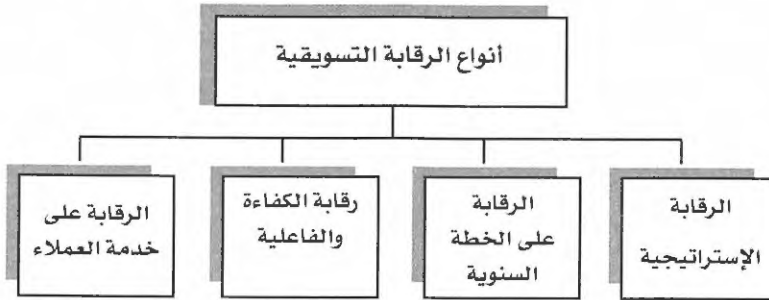 أنواع الرقابة التسويقية
الرقابة
الإستراتيجية
الرقابة
على الخطة
السنوية
رقابة الكفاءة
والفاعلية
الرقابة على
خدمة العملاء